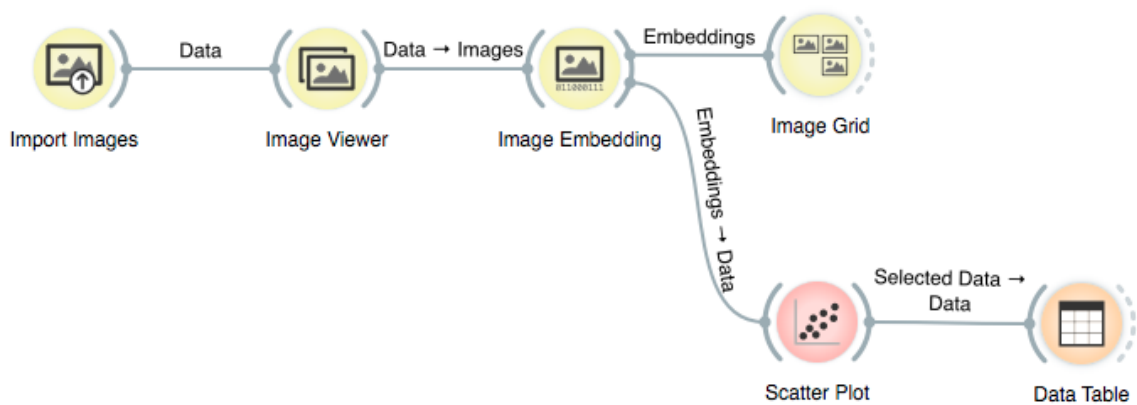 Data
Data → Images
Embeddings
Import Images
Image Viewer
011000111
Image Embedding
Image Grid
Embeddings → Data
Selected Data →
Data
Scatter Plot
Data Table